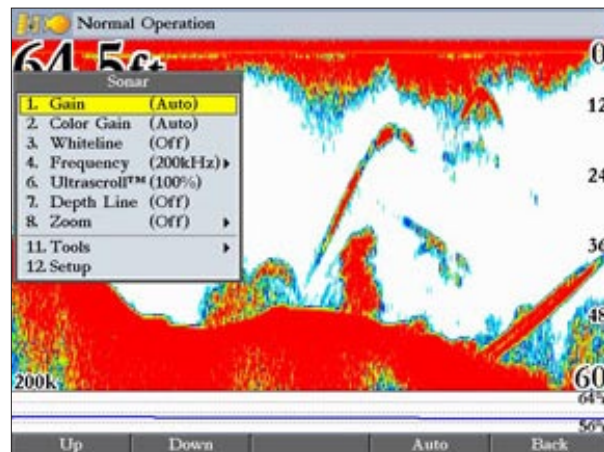 Normal Operation
64.5ft
Sonar
1. Gain (Auto)
2. Color Gain (Auto)
3. Whiteline (Off)
4. Frequency (200kHz)
6. Ultrascroll™ (100%)
7. Depth Line (Off)
8. Zoom (Off)
11. Tools
12. Setup
0
12
24
36
48
60
200k
64°
56°
Up Down Auto Back